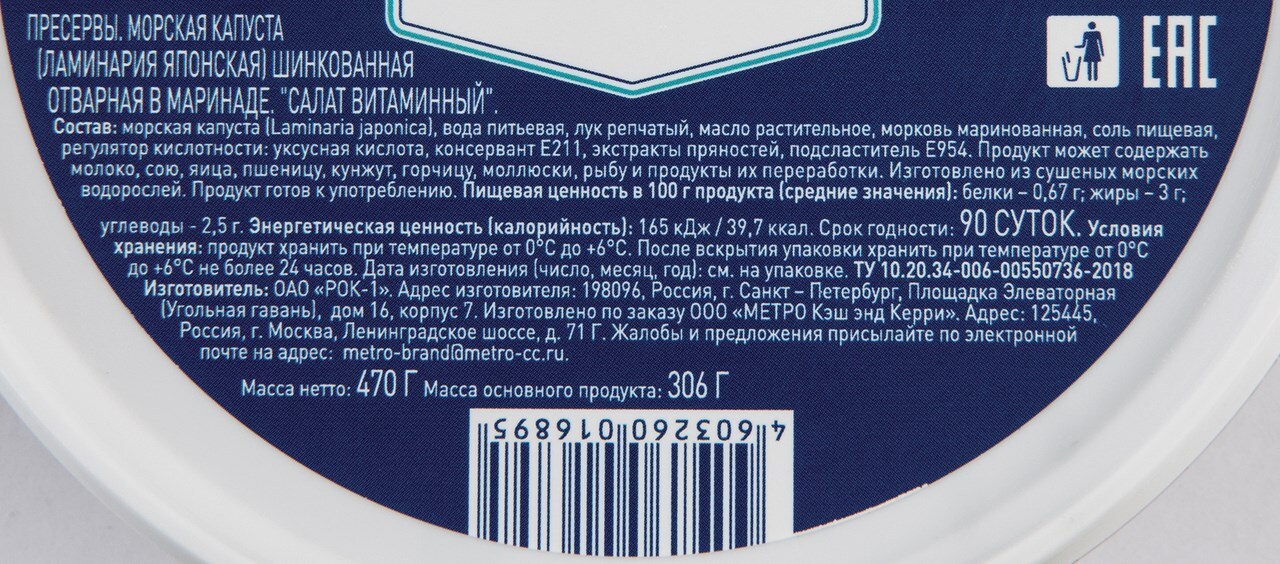 ПРЕСЕРВЫ. МОРСКАЯ КАПУСТА
(ЛАМИНАРИЯ ЯПОНСКАЯ) ШИНКОВАННАЯ
ОТВАРНАЯ В МАРИНАДЕ. "САЛАТ ВИТАМИННЫЙ".
EAC
Состав: морская капуста (Laminaria japonica), вода питьевая, лук репчатый, масло растительное, морковь маринованная, соль пищевая,
регулятор кислотности: уксусная кислота, консервант Е211, экстракты пряностей, подсластитель Е954. Продукт может содержать
молоко, сою, яица, пшеницу, кунжут, горчицу, моллюски, рыбу и продукты их переработки. Изготовлено из сушеных морских
водорослей. Продукт готов к употреблению. Пищевая ценность в 100 г продукта (средние значения): белки – 0,67 г; жиры – 3 г;
углеводы - 2,5 г. Энергетическая ценность (калорийность): 165 кДж / 39,7 ккал. Срок годности: 90 СУТОК. Условия
хранения: продукт хранить при температуре от 0°С до +6°С. После вскрытия упаковки хранить при температуре от 0°С
до +6°С не более 24 часов. Дата изготовления (число, месяц, год): см. на упаковке. ТУ 10.20.34-006-00550736-2018
Изготовитель: ОАО «РОК-1». Адрес изготовителя: 198096, Россия, г. Санкт – Петербург, Площадка Элеваторная
(Угольная гавань), дом 16, корпус 7. Изготовлено по заказу ООО «МЕТРО Кэш энд Керри». Адрес: 125445,
Россия, г. Москва, Ленинградское шоссе, д. 71 Г. Жалобы и предложения присылайте по электронной
почте на адрес: metro-brand@metro-cc.ru.
Масса нетто: 470 Г Масса основного продукта: 306 Г
4 603260 016895